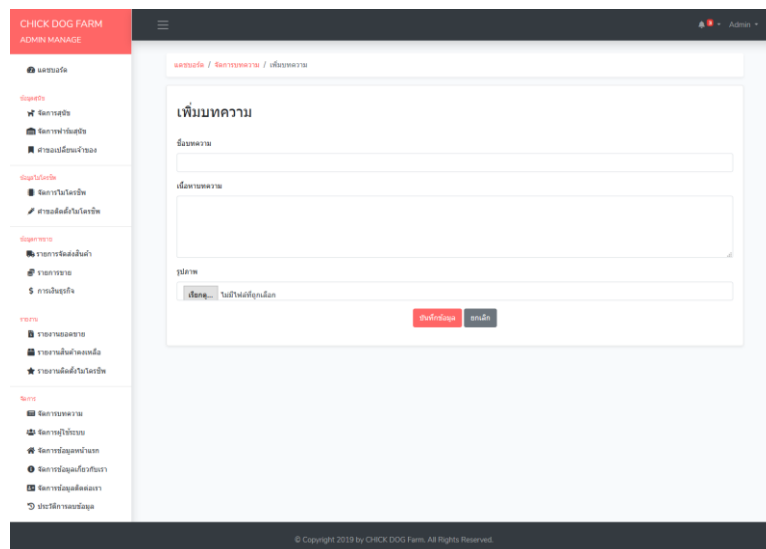 CHICK DOG FARM
ADMIN MANAGE
Admin
แดชบอร์ด
ข้อมูลสุนัข
จัดการสุนัข
จัดการฟาร์มสุนัข
คำขอเปลี่ยนเจ้าของ
ข้อมูลไมโครชิพ
จัดการไมโครชิพ
คำขอติดตั้งไมโครชิพ
ข้อมูลการขาย
รายการจัดส่งสินค้า
รายการขาย
การเงินธุรกิจ
รายงาน
รายงานยอดขาย
รายงานสินค้าคงเหลือ
รายงานติดตั้งไมโครชิพ
จัดการ
จัดการบทความ
จัดการผู้ใช้ระบบ
จัดการข้อมูลหน้าแรก
จัดการข้อมูลเกี่ยวกับเรา
จัดการข้อมูลติดต่อเรา
ประวัติการลบข้อมูล
แดชบอร์ด / จัดการบทความ / เพิ่มบทความ
เพิ่มบทความ
ชื่อบทความ
เนื้อหาบทความ
รูปภาพ
เรียกดู... ไม่มีไฟล์ที่ถูกเลือก
บันทึกข้อมูล ยกเลิก
© Copyright 2019 by CHICK DOG Farm. All Rights Reserved.